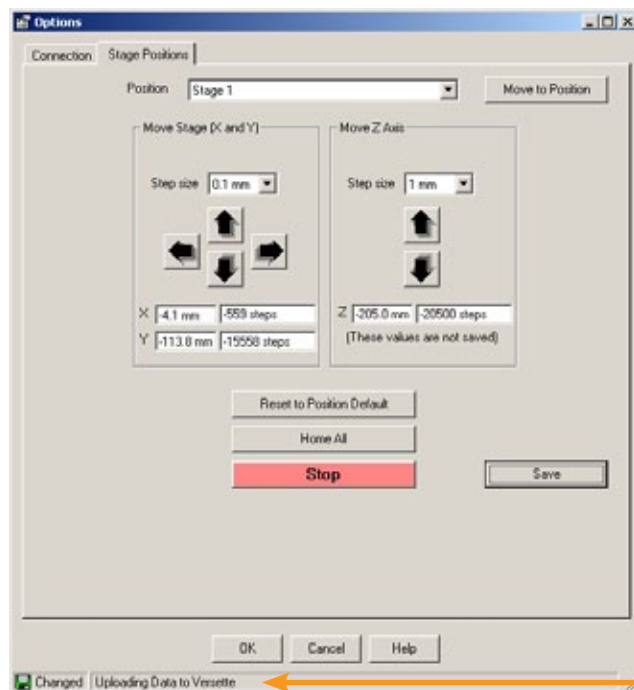 Options
Connection Stage Positions
Position Stage 1 Move to Position
Move Stage (X and Y) Move Z Axis
Step size 0.1 mm Step size 1 mm
X -4.1 mm -559 steps Z -205.0 mm -20500 steps
Y -113.8 mm -15558 steps (These values are not saved)
Reset to Position Default
Home All
Stop Save
OK Cancel Help
Changed Uploading Data to Versette